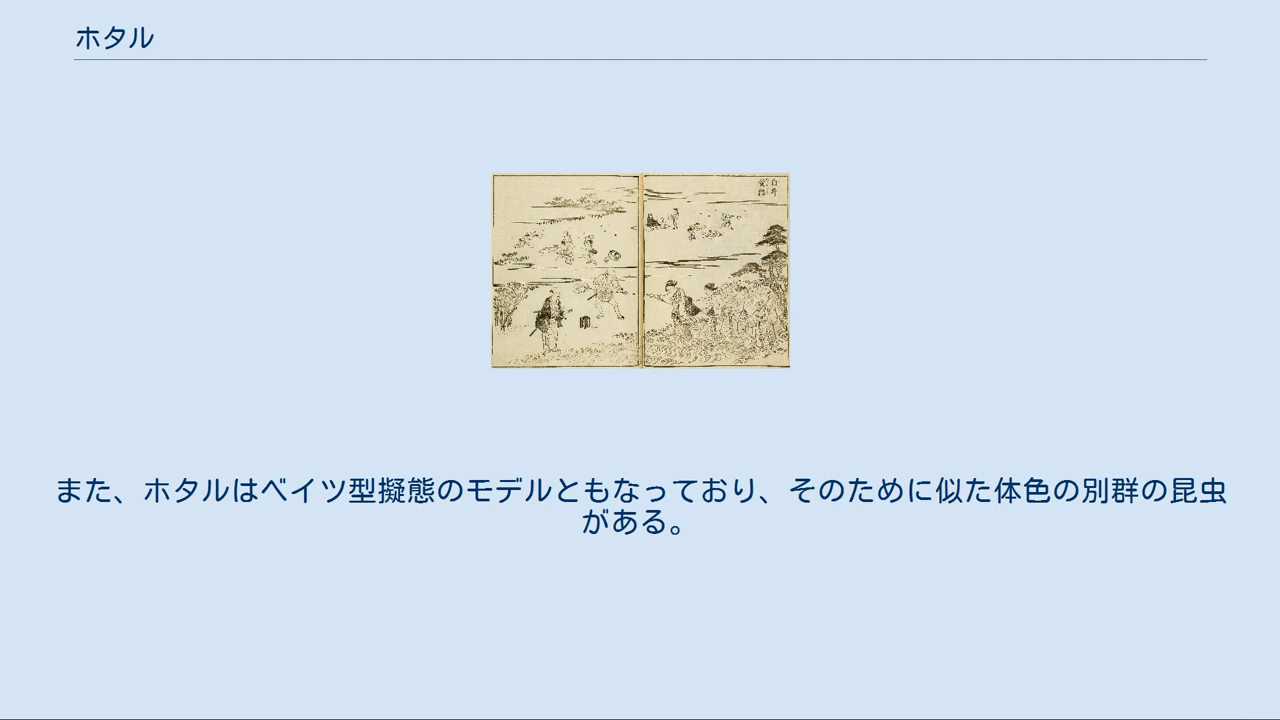 ホタル
また、ホタルはベイツ型擬態のモデルともなっており、そのために似た体色の別群の昆虫
がある。